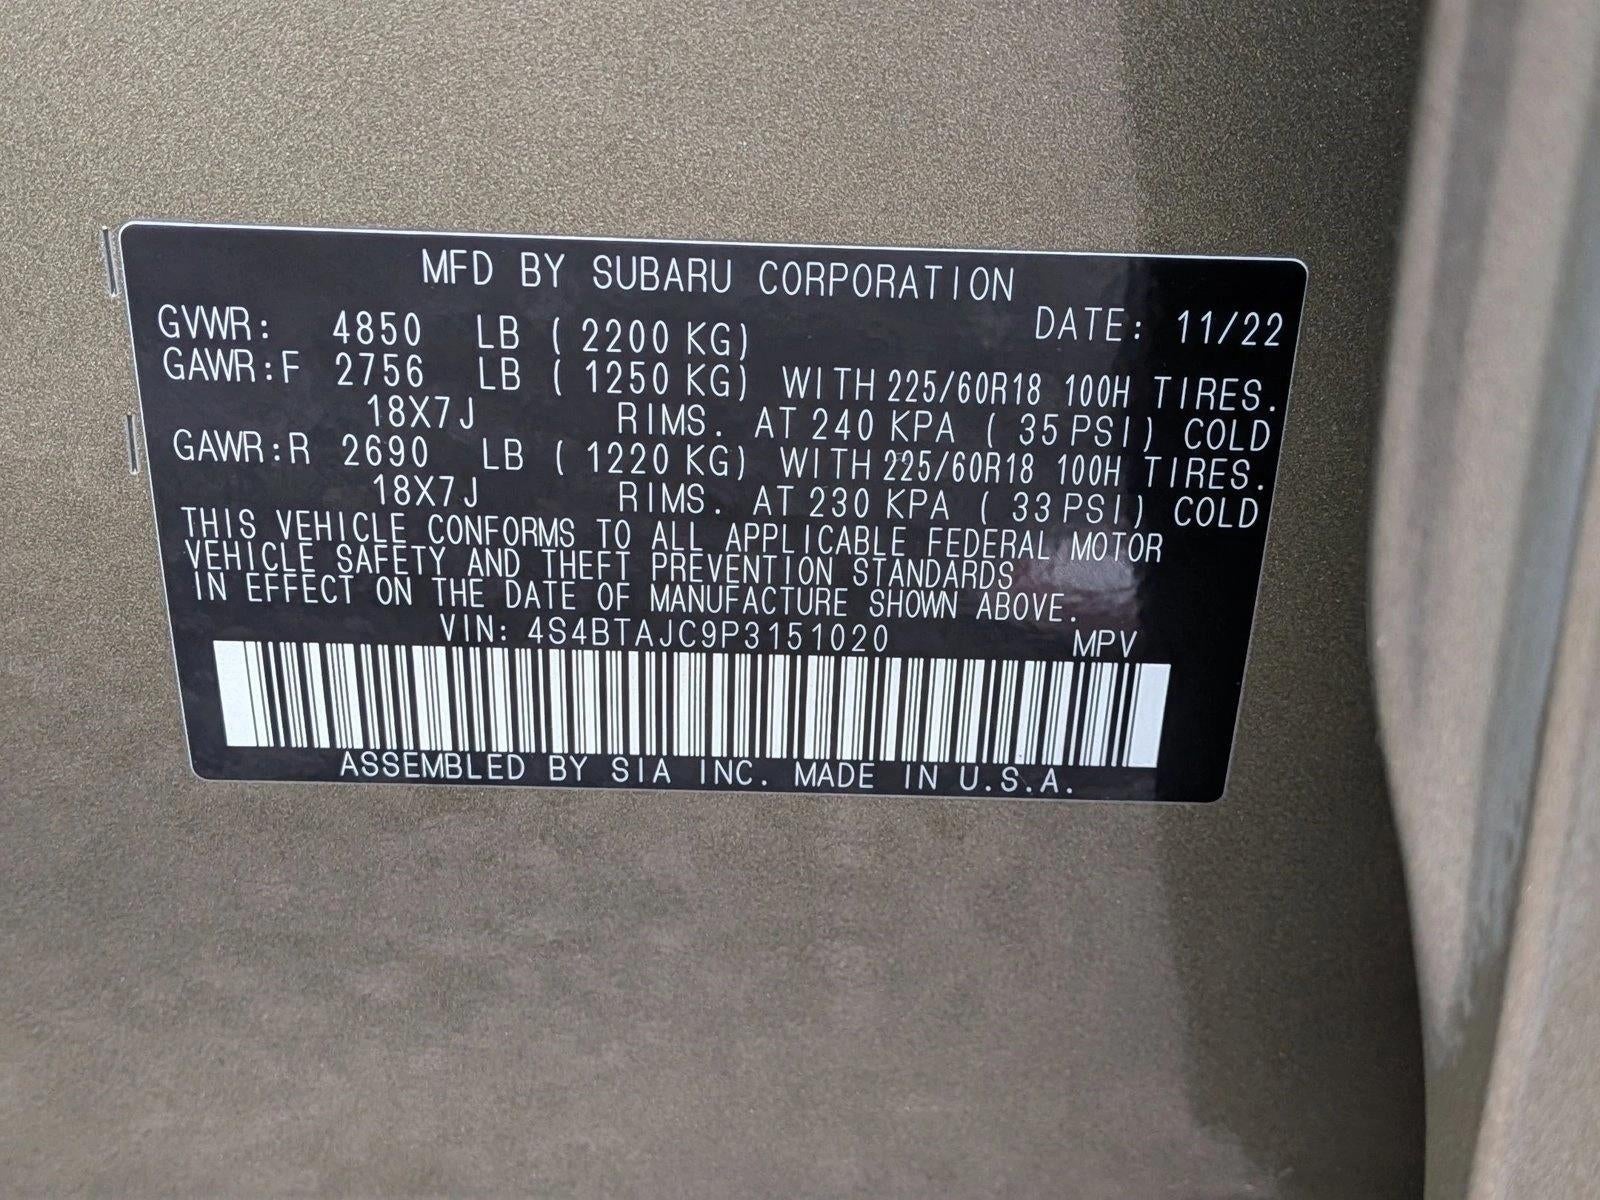 MFD BY SUBARU CORPORATION
GVWR: 4850 LB ( 2200 KG) DATE: 11/22
GAWR:F 2756 LB ( 1250 KG) WITH 225/60R18 100H TIRES.
18X7J RIMS. AT 240 KPA ( 35 PSI) COLD
GAWR:R 2690 LB ( 1220 KG) WITH 225/60R18 100H TIRES.
18X7J RIMS. AT 230 KPA ( 33 PSI) COLD
THIS VEHICLE CONFORMS TO ALL APPLICABLE FEDERAL MOTOR
VEHICLE SAFETY AND THEFT PREVENTION STANDARDS
IN EFFECT ON THE DATE OF MANUFACTURE SHOWN ABOVE.
VIN: 4S4BTAJC9P3151020 MPV
ASSEMBLED BY SIA INC. MADE IN U.S.A.